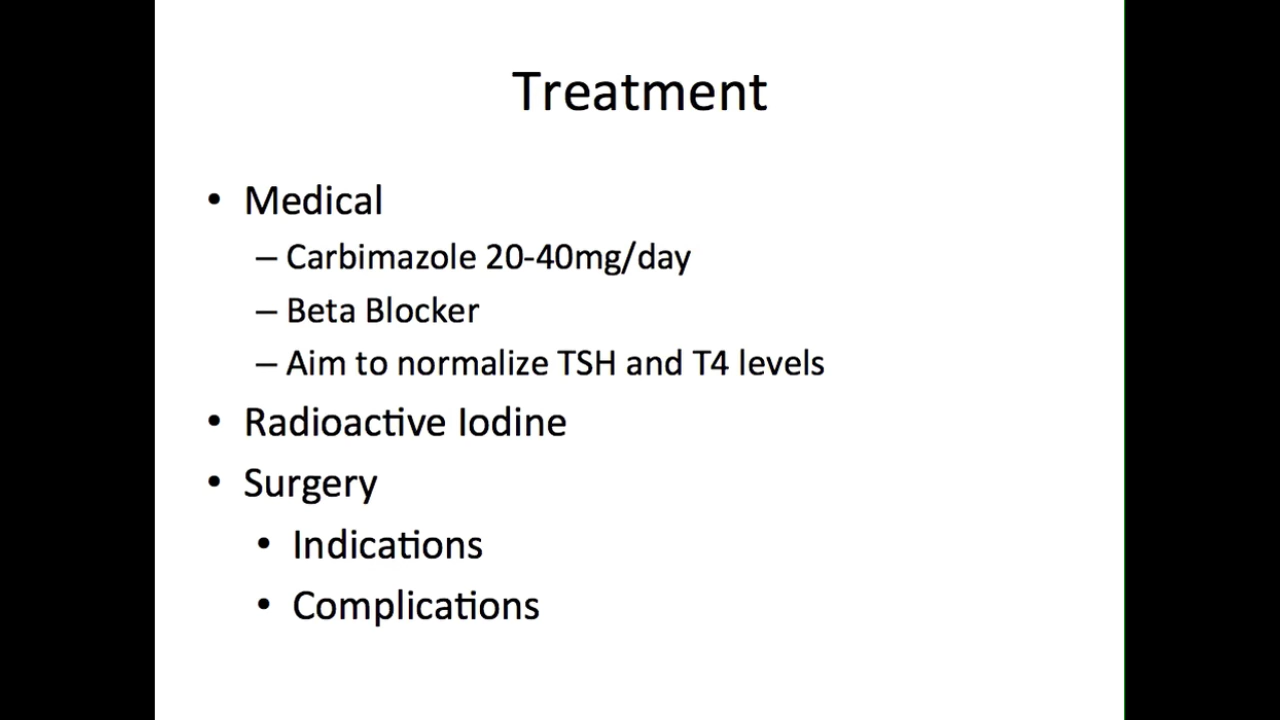 Treatment
• Medical
– Carbimazole 20-40mg/day
– Beta Blocker
– Aim to normalize TSH and T4 levels
• Radioactive Iodine
• Surgery
• Indications
• Complications